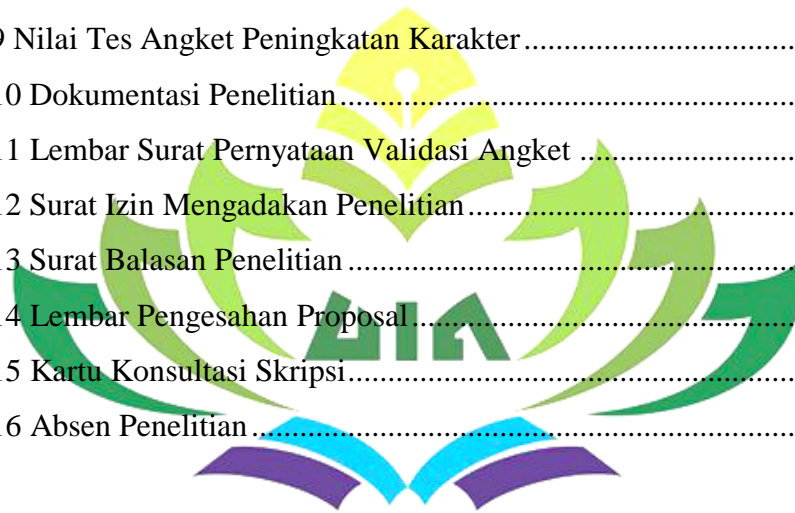 9 Nilai Tes Angket Peningkatan Karakter................................
10 Dokumentasi Penelitian................................
11 Lembar Surat Pernyataan Validasi Angket ................................
12 Surat Izin Mengadakan Penelitian................................
13 Surat Balasan Penelitian ................................
14 Lembar Pengesahan Proposal................................
UIN
15 Kartu Konsultasi Skripsi................................
16 Absen Penelitian................................